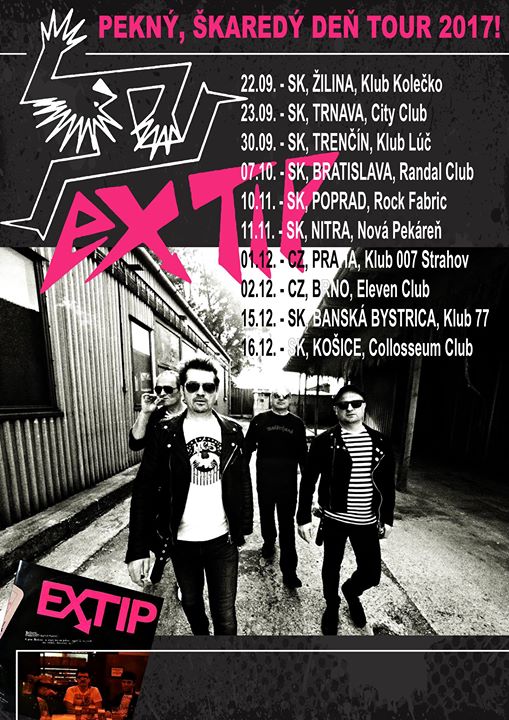 PEKNÝ, ŠKAREDÝ DEŇ TOUR 2017!
22.09. - SK, ŽILINA, Klub Kolečko
23.09. - SK, TRNAVA, City Club
30.09. - SK, TRENČÍN, Klub Lúč
07.10. - SK, BRATISLAVA, Randal Club
10.11. - SK, POPRAD, Rock Fabric
11.11. - SK, NITRA, Nová Pekáreň
01.12. - CZ, PRAHA, Klub 007 Strahov
02.12. - CZ, BRNO, Eleven Club
15.12. - SK, BANSKÁ BYSTRICA, Klub 77
16.12. - SK, KOŠICE, Collosseum Club
EX TIP
Motörhead
EXTIP